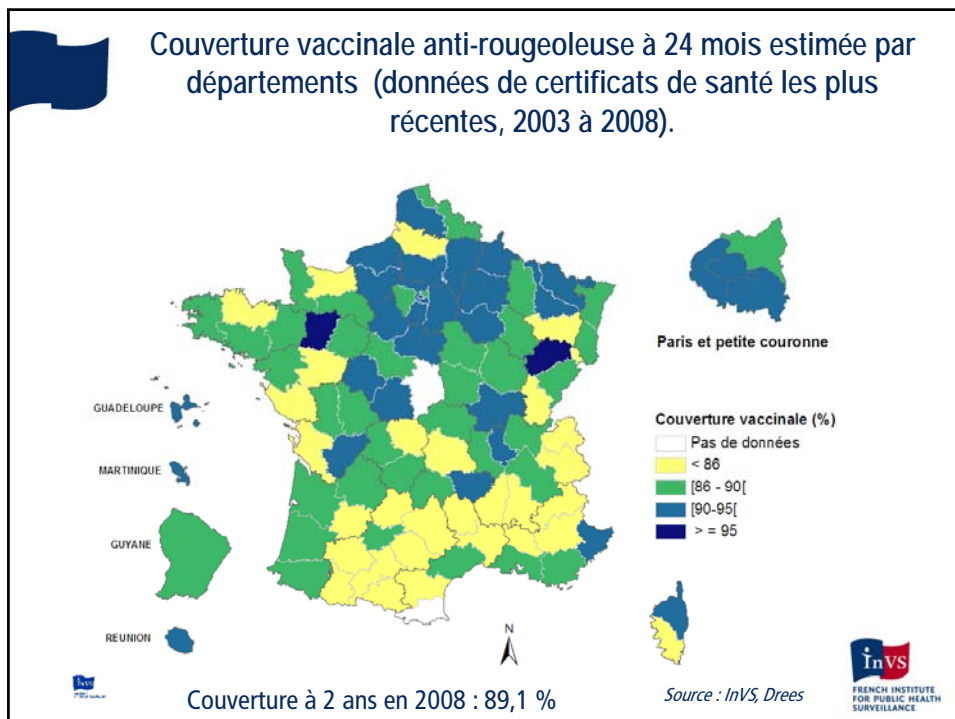 Couverture vaccinale anti-rougeoleuse à 24 mois estimée par
départements (données de certificats de santé les plus
récentes, 2003 à 2008).
Paris et petite couronne
GUADELOUPE
MARTINIQUE
GUYANE
REUNION
Couverture vaccinale (%)
Pas de données
< 86
[86 - 90[
[90-95[
> = 95
N
Couverture à 2 ans en 2008 : 89,1 %
Source : InVS, Drees
InVS
FRENCH INSTITUTE
FOR PUBLIC HEALTH
SURVEILLANCE